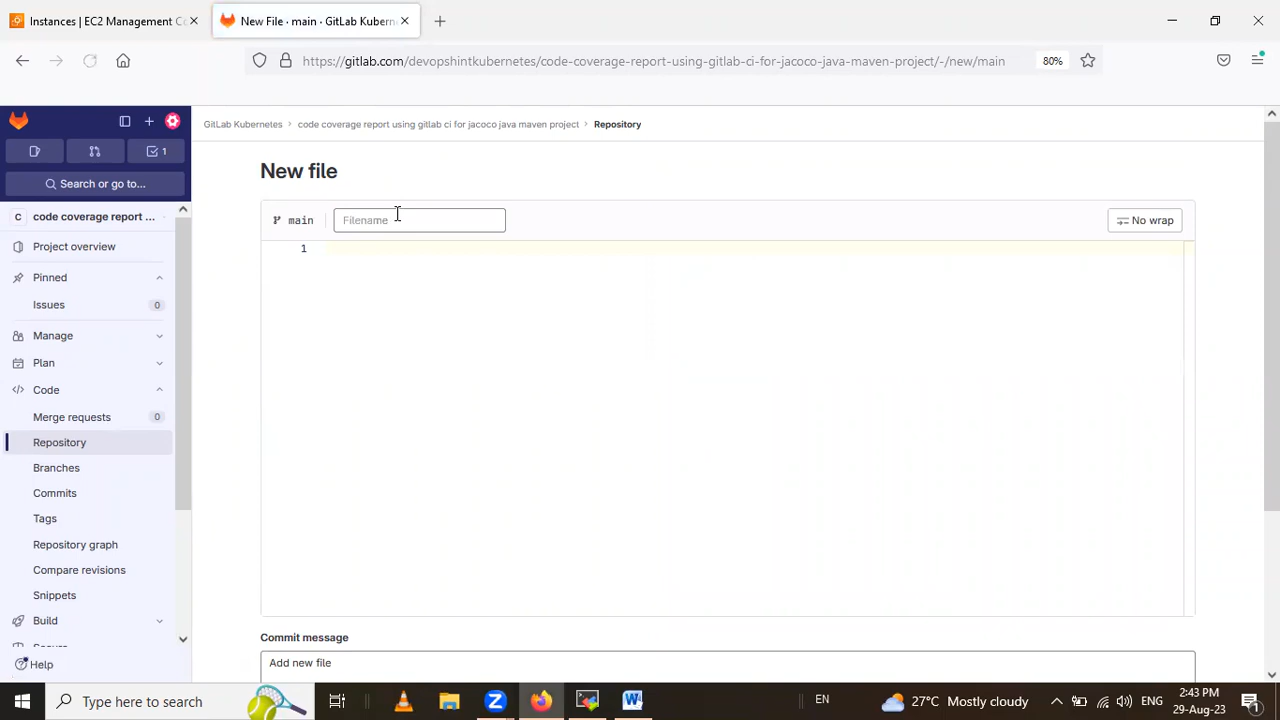 Instances | EC2 Management Co
New File · main · GitLab Kubern
https://gitlab.com/devopshintkubernetes/code-coverage-report-using-gitlab-ci-for-jacoco-java-maven-project/-/new/main
80%
1
Search or go to...
GitLab Kubernetes
code coverage report using gitlab ci for jacoco java maven project
Repository
New file
main
Filename
No wrap
1
C
code coverage report ...
Project overview
Pinned
Issues
0
Manage
Plan
Code
Merge requests
0
Repository
Branches
Commits
Tags
Repository graph
Compare revisions
Snippets
Build
Help
Commit message
Add new file
Type here to search
EN
27°C Mostly cloudy
ENG
2:43 PM
29-Aug-23
1